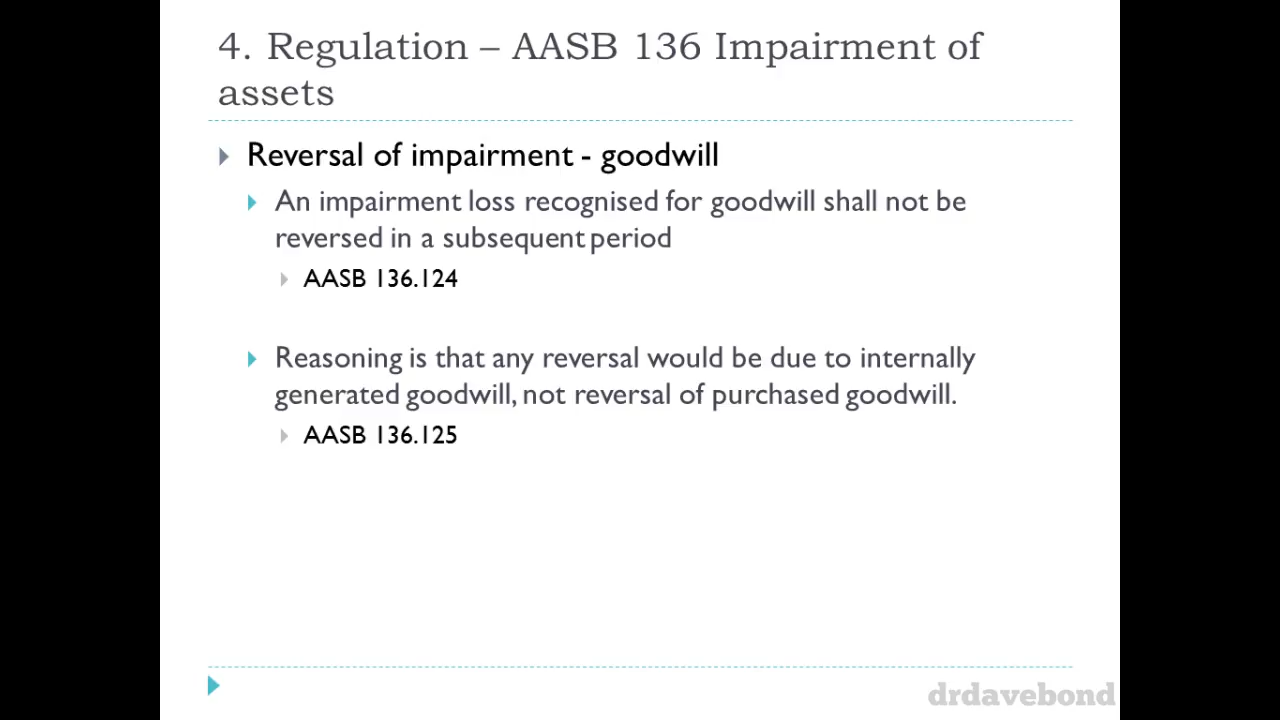 4. Regulation – AASB 136 Impairment of
assets
Reversal of impairment - goodwill
An impairment loss recognised for goodwill shall not be
reversed in a subsequent period
AASB 136.124
Reasoning is that any reversal would be due to internally
generated goodwill, not reversal of purchased goodwill.
AASB 136.125
drdavebond